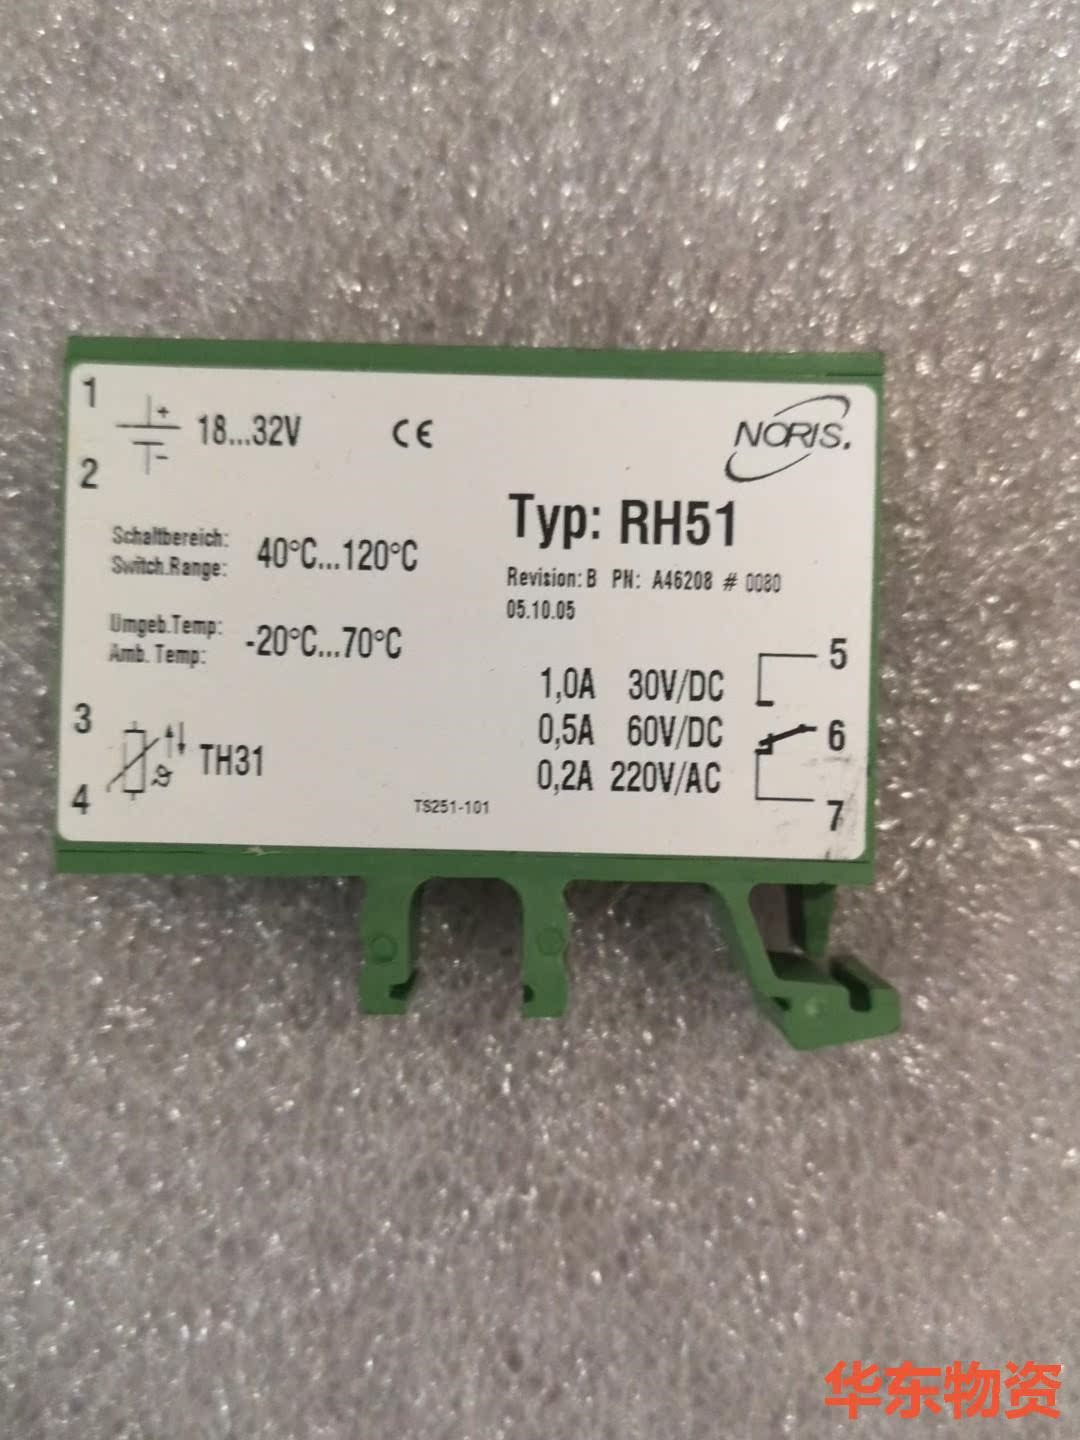 1
+
18...32V
CE
NORIS.
-
2
Typ: RH51
Schaltbereich:
Switch.Range:
40°C...120°C
Revision: B PN: A46208 # 0080
05.10.05
Umgeb.Temp:
Amb. Temp:
-20°C...70°C
5
1,0A 30V/DC
3
0,5A 60V/DC
6
ϑ
TH31
0,2A 220V/AC
4
TS251-101
7
华东物资